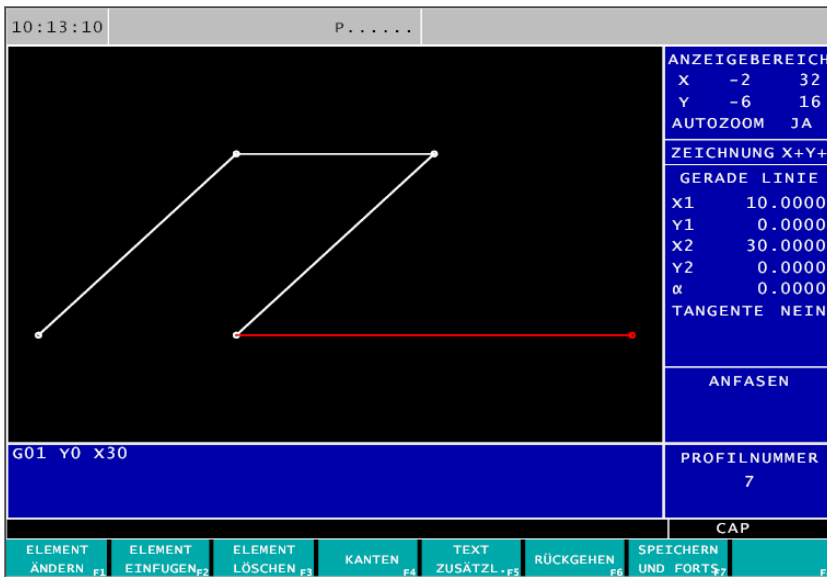 10:13:10 P......
ANZEIGEBEREICH
X -2 32
Y -6 16
AUTOZOOM JA
ZEICHNUNG X+Y+
GERADE LINIE
X1 10.0000
Y1 0.0000
X2 30.0000
Y2 0.0000
α 0.0000
TANGENTE NEIN
ANFASEN
G01 Y0 X30
PROFILNUMMER
7
CAP
ELEMENT ÄNDERN F1
ELEMENT EINFUGEN F2
ELEMENT LÖSCHEN F3
KANTEN F4
TEXT ZUSÄTZL. F5
RÜCKGEHEN F6
SPEICHERN UND FORTS F7